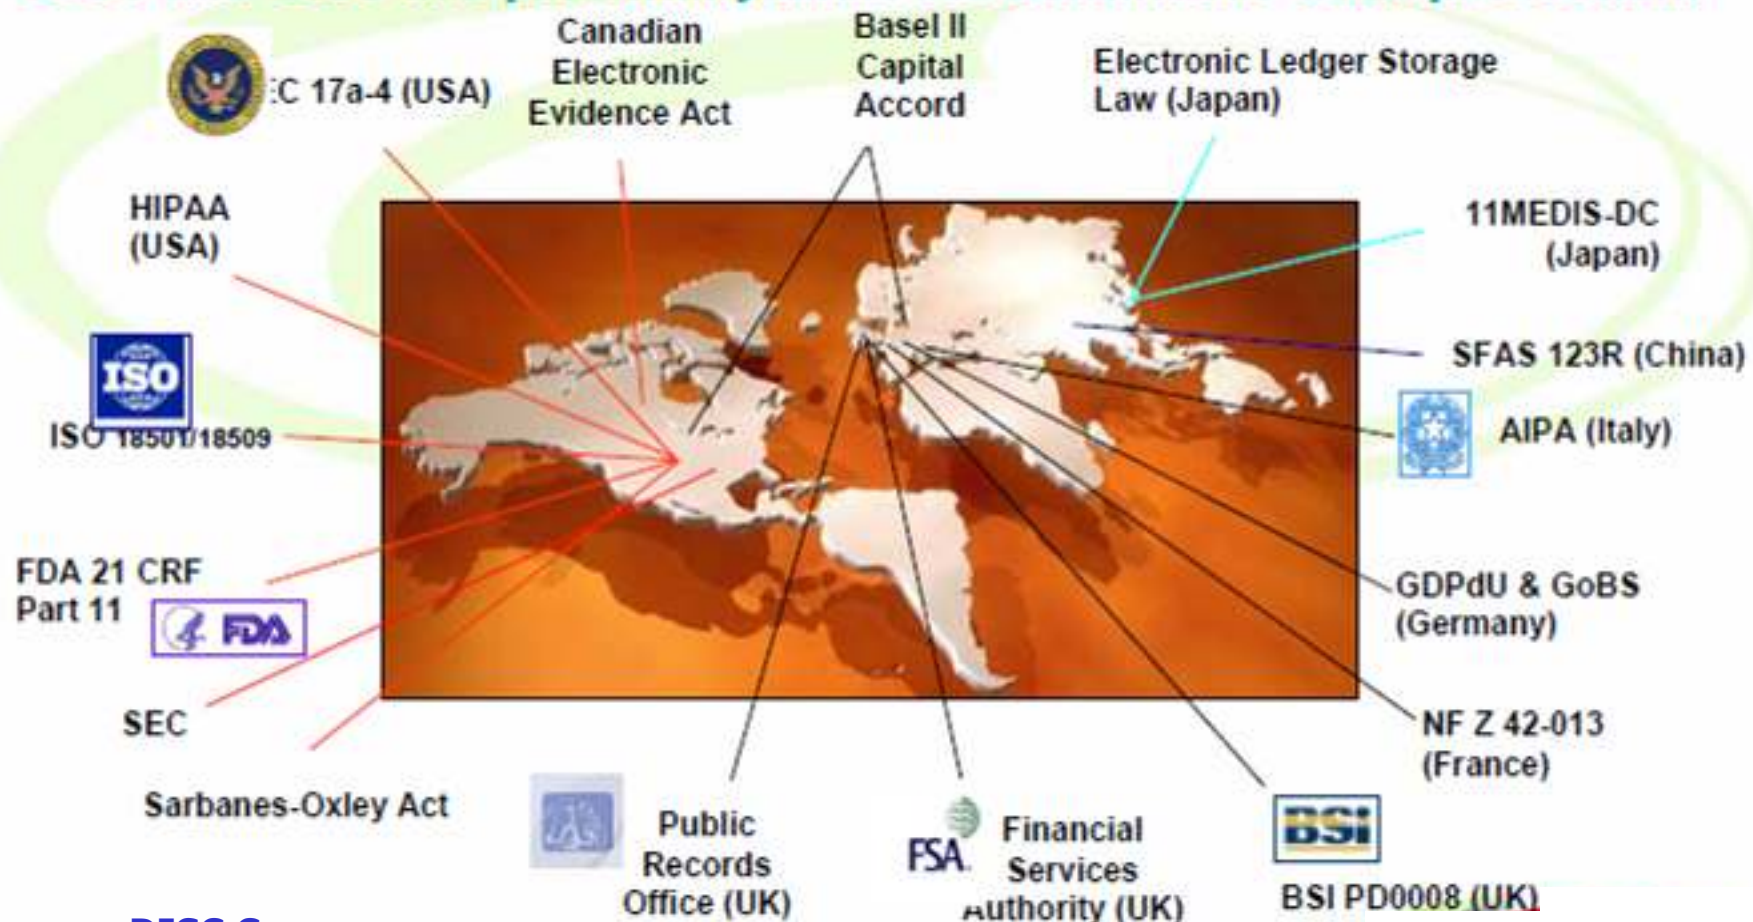 Canadian
Electronic
Evidence Act
Basel II
Capital
Accord
Electronic Ledger Storage
Law (Japan)
17a-4 (USA)
HIPAA
(USA)
11MEDIS-DC
(Japan)
ISO
ISO 18501/18509
SFAS 123R (China)
AIPA (Italy)
FDA 21 CRF
Part 11
FDA
GDPdU & GoBS
(Germany)
SEC
NF Z 42-013
(France)
Sarbanes-Oxley Act
Public
Records
Office (UK)
FSA
Financial
Services
Authority (UK)
BSI
BSI PD0008 (UK)